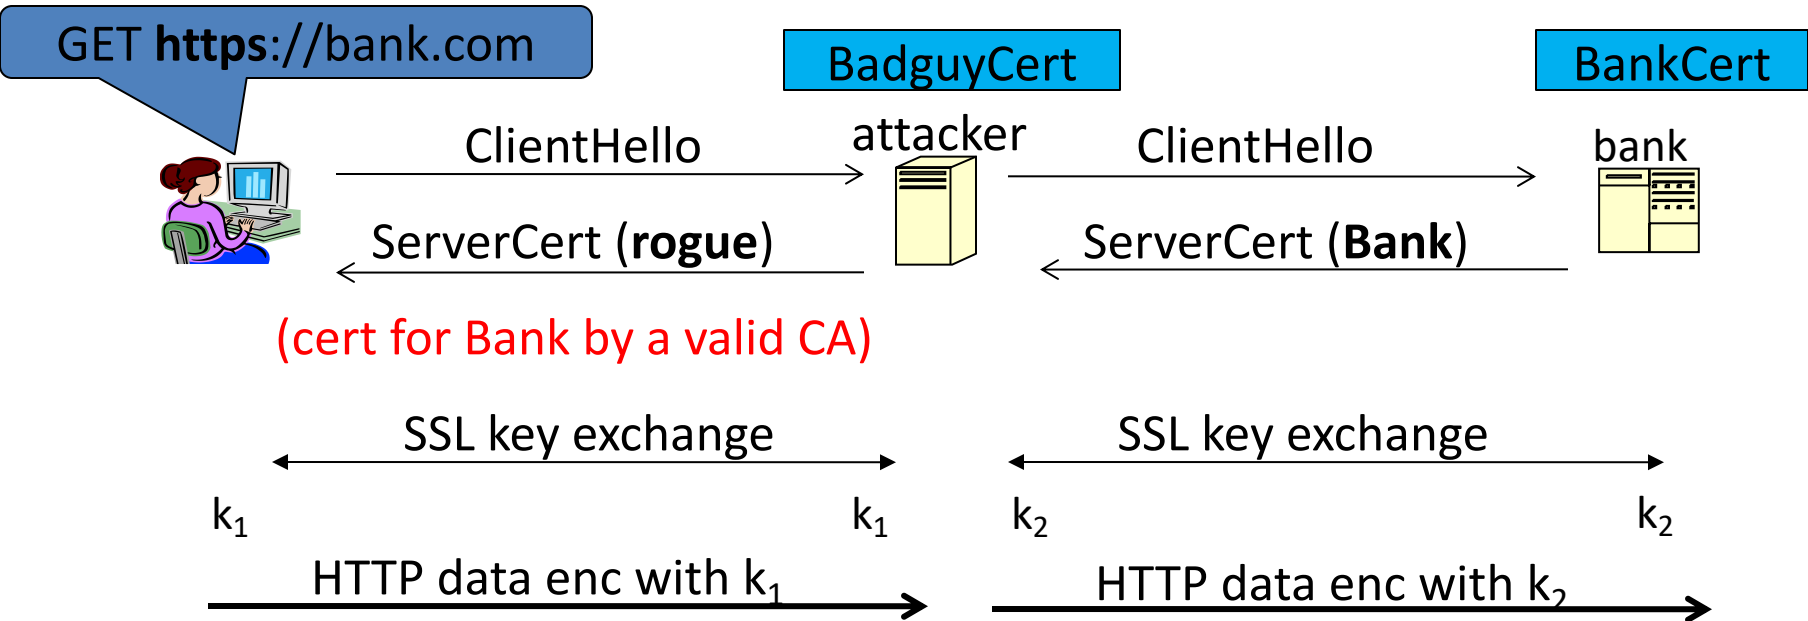 GET https://bank.com
BadguyCert
BankCert
attacker
bank
ClientHello
ClientHello
ServerCert (rogue)
ServerCert (Bank)
(cert for Bank by a valid CA)
SSL key exchange
SSL key exchange
k₁
k₁
k₂
k₂
HTTP data enc with k₁
HTTP data enc with k₂